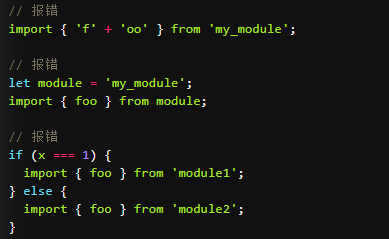 // 报错
import { 'f' + 'oo' } from 'my_module';
// 报错
let module = 'my_module';
import { foo } from module;
// 报错
if (x === 1) {
  import { foo } from 'module1';
} else {
  import { foo } from 'module2';
}